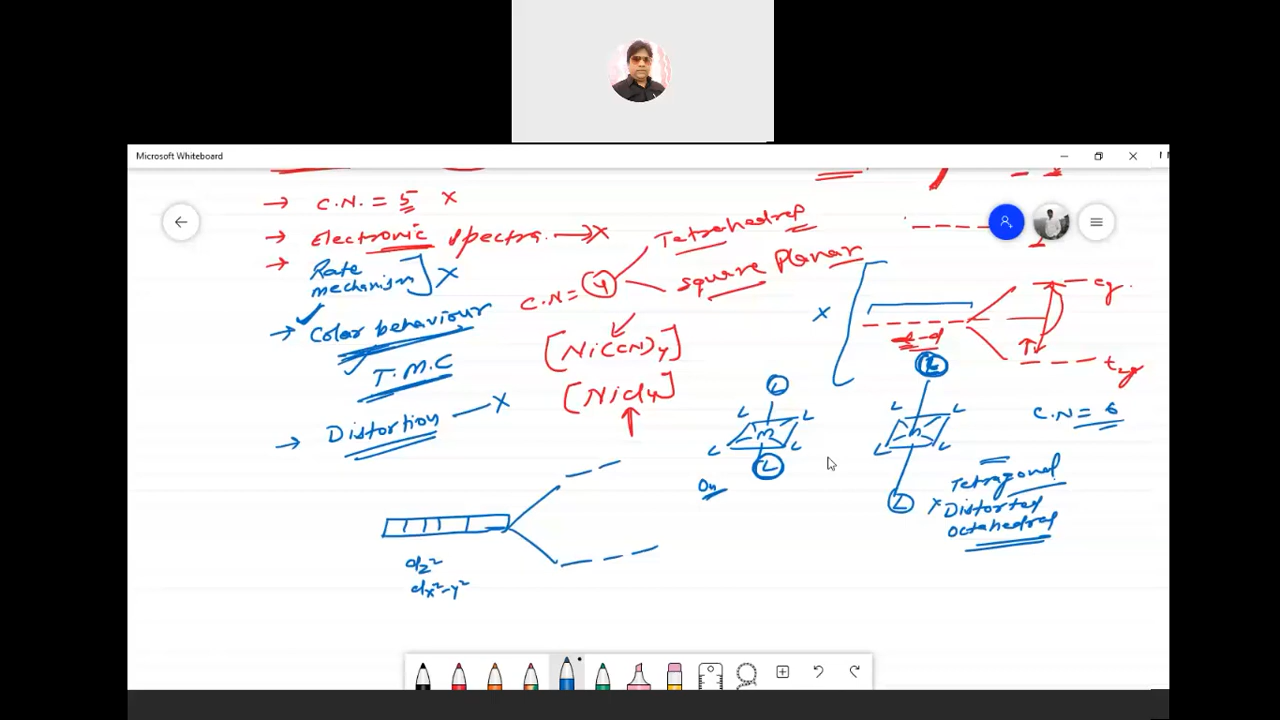 Microsoft Whiteboard
→ C.N. = 5 X
→ Electronic spectra. → X
→ Rate mechanism ] X
→ Color behaviour
T.M.C
→ Distortion — X
C.N = 4
Tetrahedral
square planar
[Ni(CN)4]
[NiCl4]
X
d-d
eg.
t2g
L
L L
M
L L
L
Oh
L
L L
M
L L
L
C.N = 6
Tetragonal
X Distorted
octahedral
dz²
dx²-y²